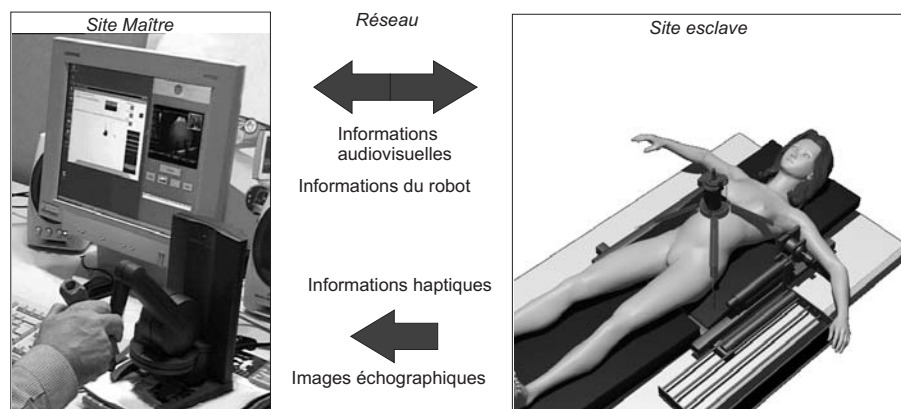 Site Maître
Réseau
Site esclave
Informations
audiovisuelles
Informations du robot
Informations haptiques
Images échographiques